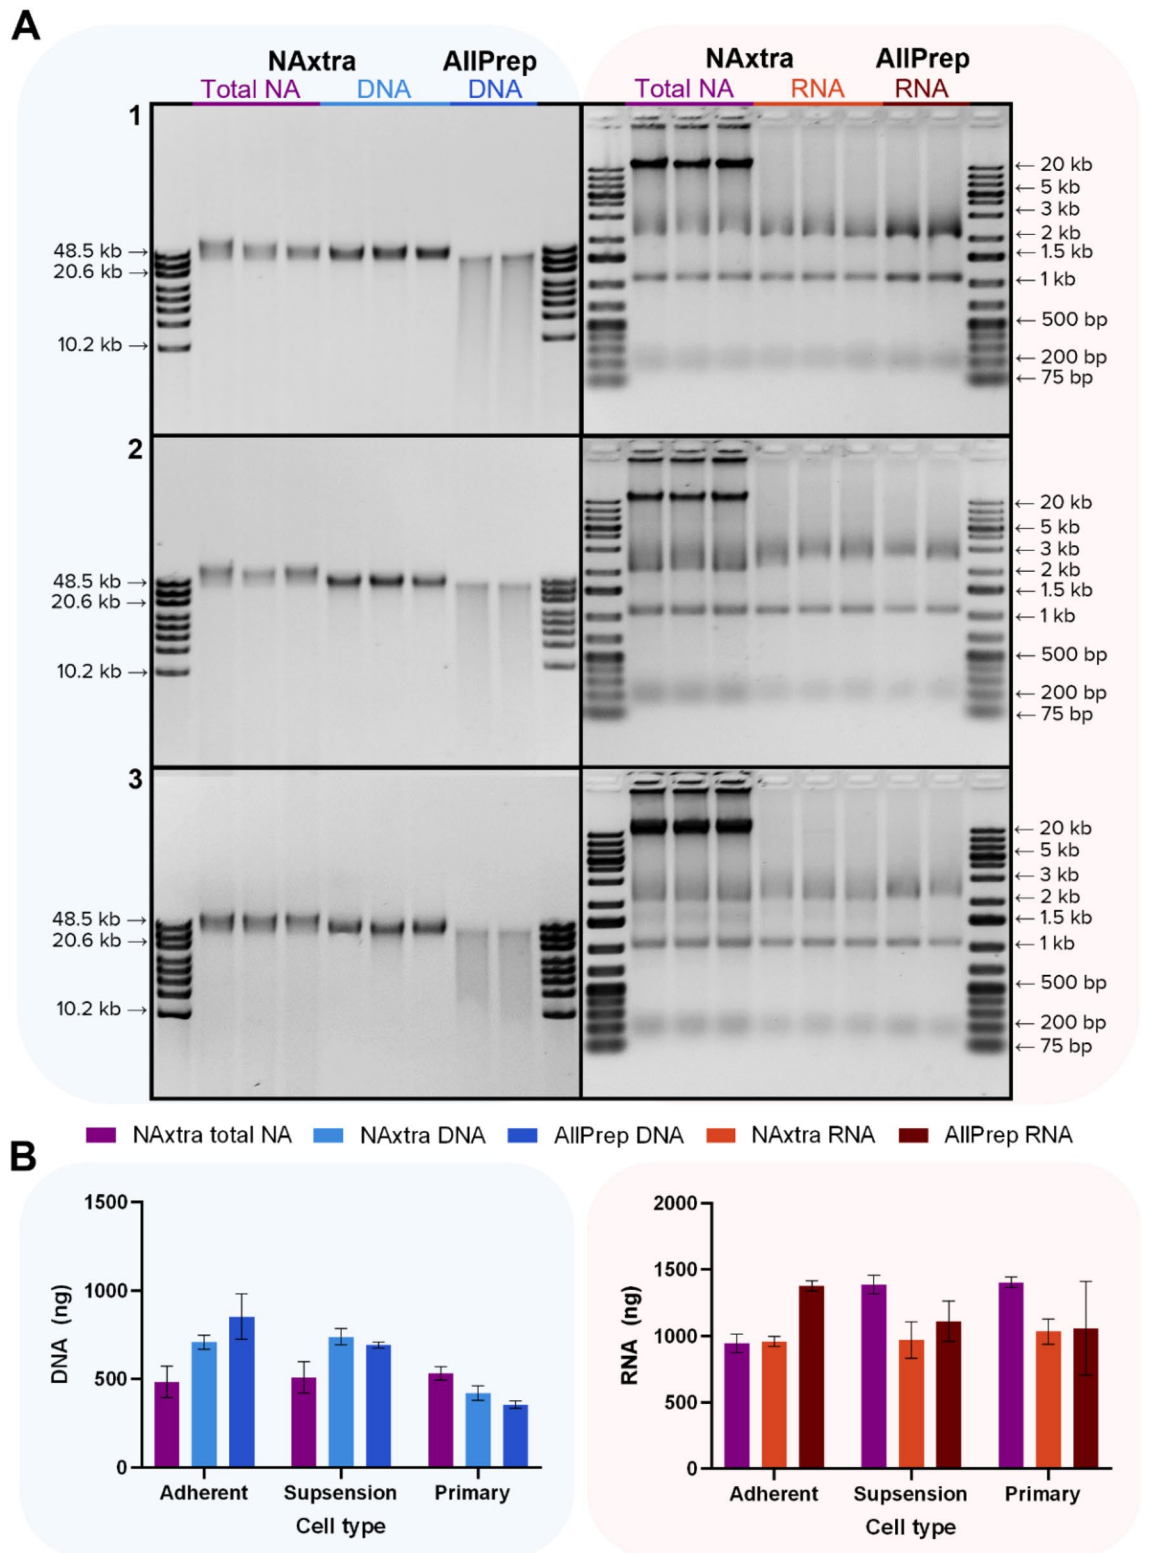 A
NAxtra AllPrep NAxtra AllPrep
Total NA DNA DNA Total NA RNA RNA
1
48.5 kb →
20.6 kb →
10.2 kb →
← 20 kb
← 5 kb
← 3 kb
← 2 kb
← 1.5 kb
← 1 kb
← 500 bp
← 200 bp
← 75 bp
2
48.5 kb →
20.6 kb →
10.2 kb →
← 20 kb
← 5 kb
← 3 kb
← 2 kb
← 1.5 kb
← 1 kb
← 500 bp
← 200 bp
← 75 bp
3
48.5 kb →
20.6 kb →
10.2 kb →
← 20 kb
← 5 kb
← 3 kb
← 2 kb
← 1.5 kb
← 1 kb
← 500 bp
← 200 bp
← 75 bp
NAxtra total NA NAxtra DNA AllPrep DNA NAxtra RNA AllPrep RNA
B
DNA (ng)
1500
1000
500
0
Adherent Supsension Primary
Cell type
RNA (ng)
2000
1500
1000
500
0
Adherent Supsension Primary
Cell type